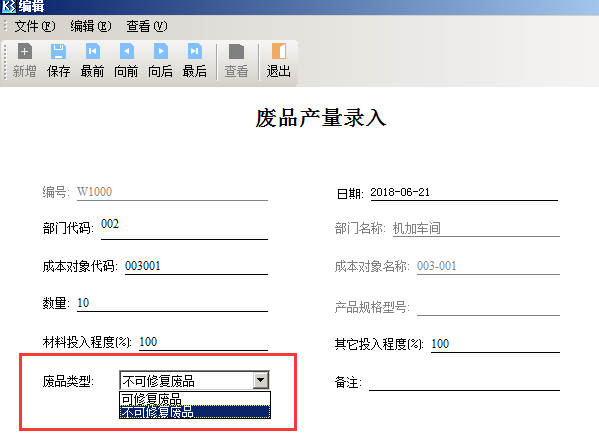 K3 编辑
文件(F) 编辑(E) 查看(V)
新增 保存 最前 向前 向后 最后 查看 退出
废品产量录入
编号: W1000 日期: 2018-06-21
部门代码: 002 部门名称: 机加车间
成本对象代码: 003001 成本对象名称: 003-001
数量: 10 产品规格型号:
材料投入程度(%): 100 其它投入程度(%): 100
废品类型: 不可修复废品 备注:
可修复废品
不可修复废品